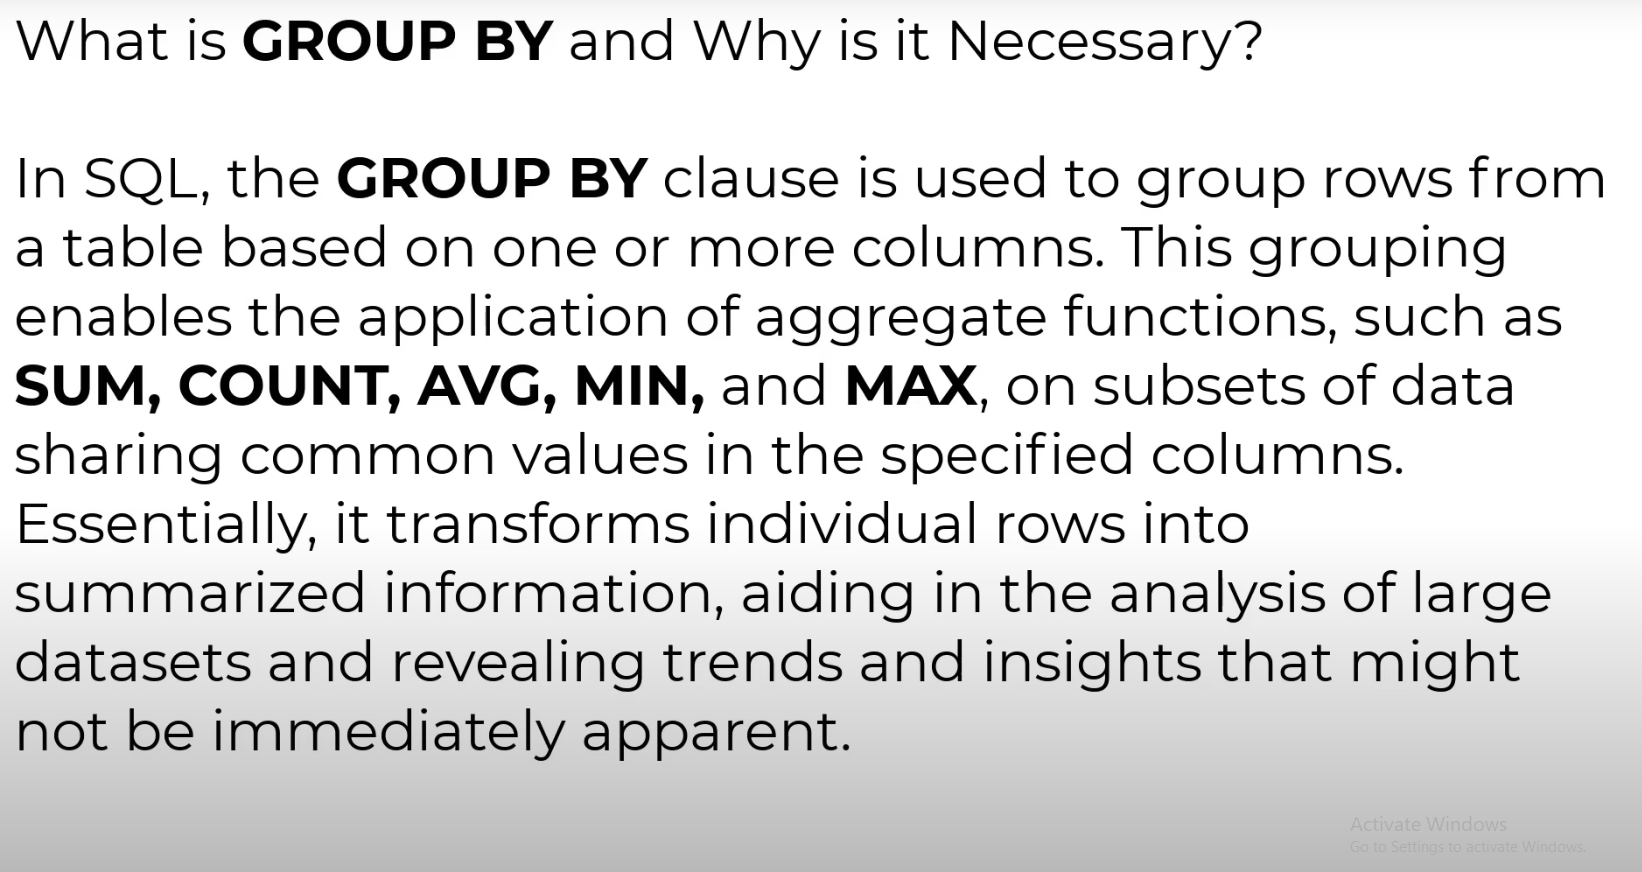 What is GROUP BY and Why is it Necessary?
In SQL, the GROUP BY clause is used to group rows from
a table based on one or more columns. This grouping
enables the application of aggregate functions, such as
SUM, COUNT, AVG, MIN, and MAX, on subsets of data
sharing common values in the specified columns.
Essentially, it transforms individual rows into
summarized information, aiding in the analysis of large
datasets and revealing trends and insights that might
not be immediately apparent.
Activate Windows
Go to Settings to activate Windows.